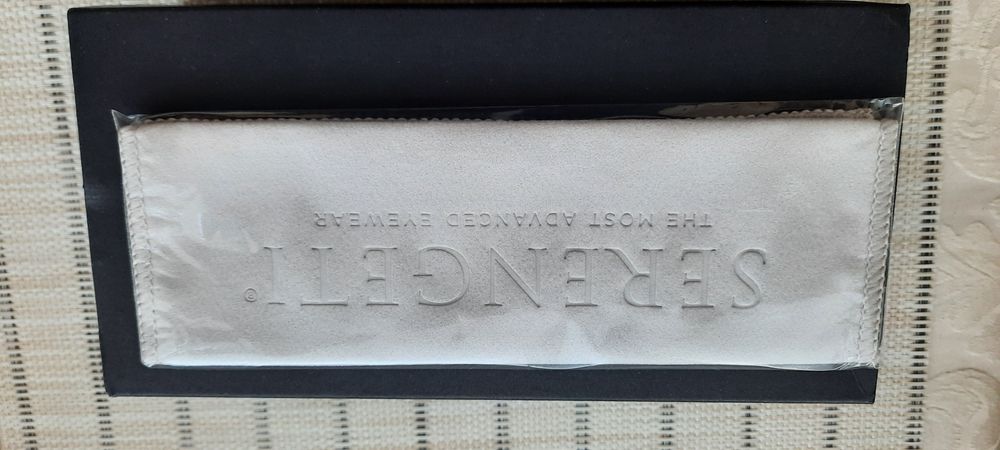 SERENGETI©
THE MOST ADVANCED EYEWEAR